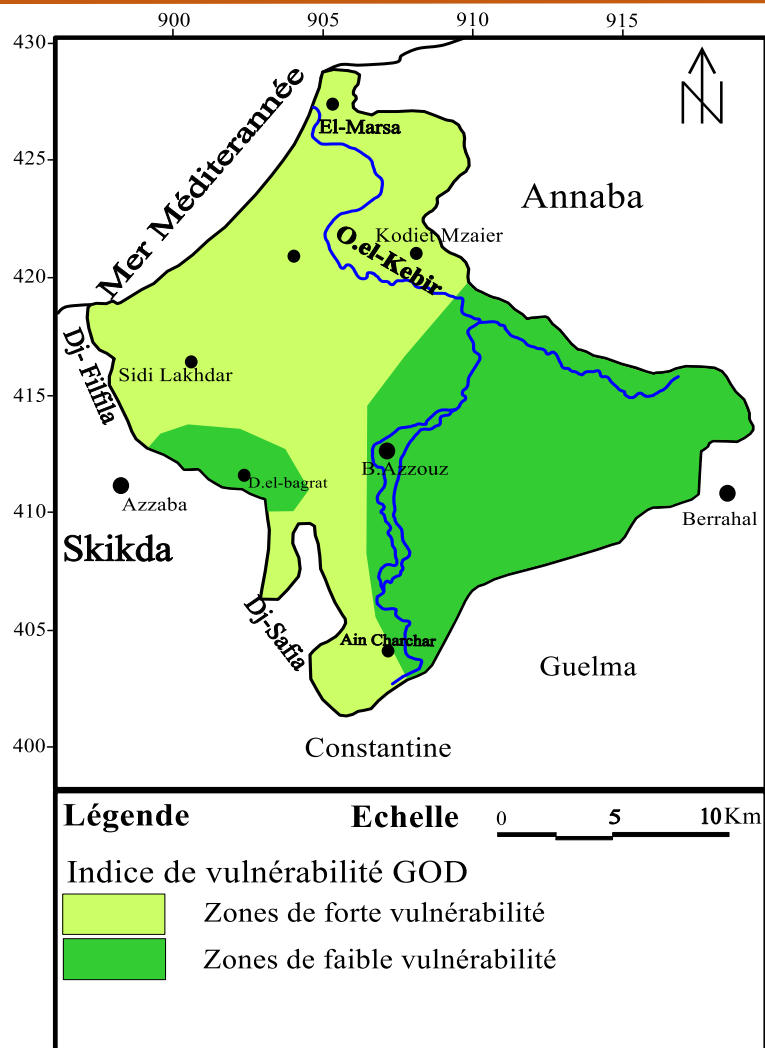 900 905 910 915
430
425
420
415
410
405
400
N
Mer Méditerannée
El-Marsa
Annaba
Kodiet Mzaier
O.el-Kebir
Dj-Filfila
Sidi Lakhdar
B.Azzouz
D.el-bagrat
Azzaba
Berrahal
Skikda
Dj-Safia
Ain Charchar
Guelma
Constantine
Légende
Echelle
0 5 10 Km
Indice de vulnérabilité GOD
Zones de forte vulnérabilité
Zones de faible vulnérabilité